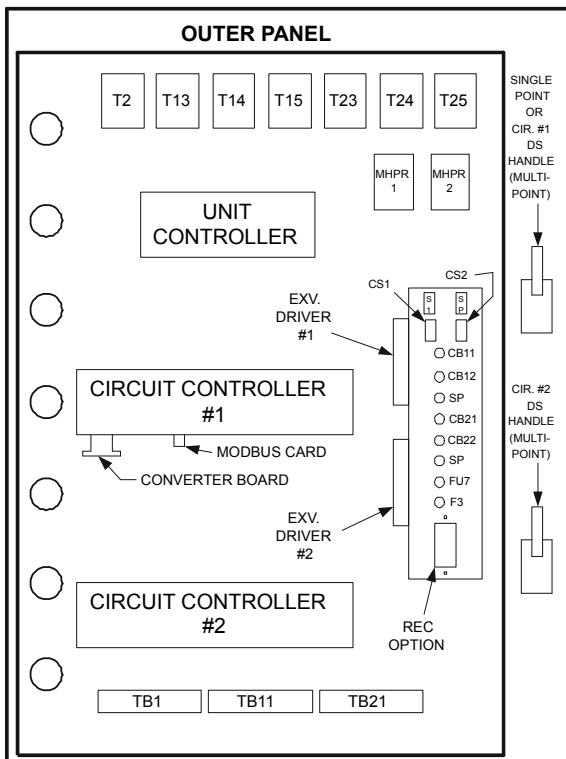 OUTER PANEL
T2
T13
T14
T15
T23
T24
T25
SINGLE
POINT
OR
CIR. #1
DS
HANDLE
(MULTI-
POINT)
MHPR
1
MHPR
2
UNIT
CONTROLLER
CS1
CS2
S
1
S
P
EXV.
DRIVER
#1
CB11
CB12
SP
CB21
CB22
SP
FU7
F3
CIRCUIT CONTROLLER
#1
MODBUS CARD
CONVERTER BOARD
CIR. #2
DS
HANDLE
(MULTI-
POINT)
EXV.
DRIVER
#2
CIRCUIT CONTROLLER
#2
REC
OPTION
TB1
TB11
TB21